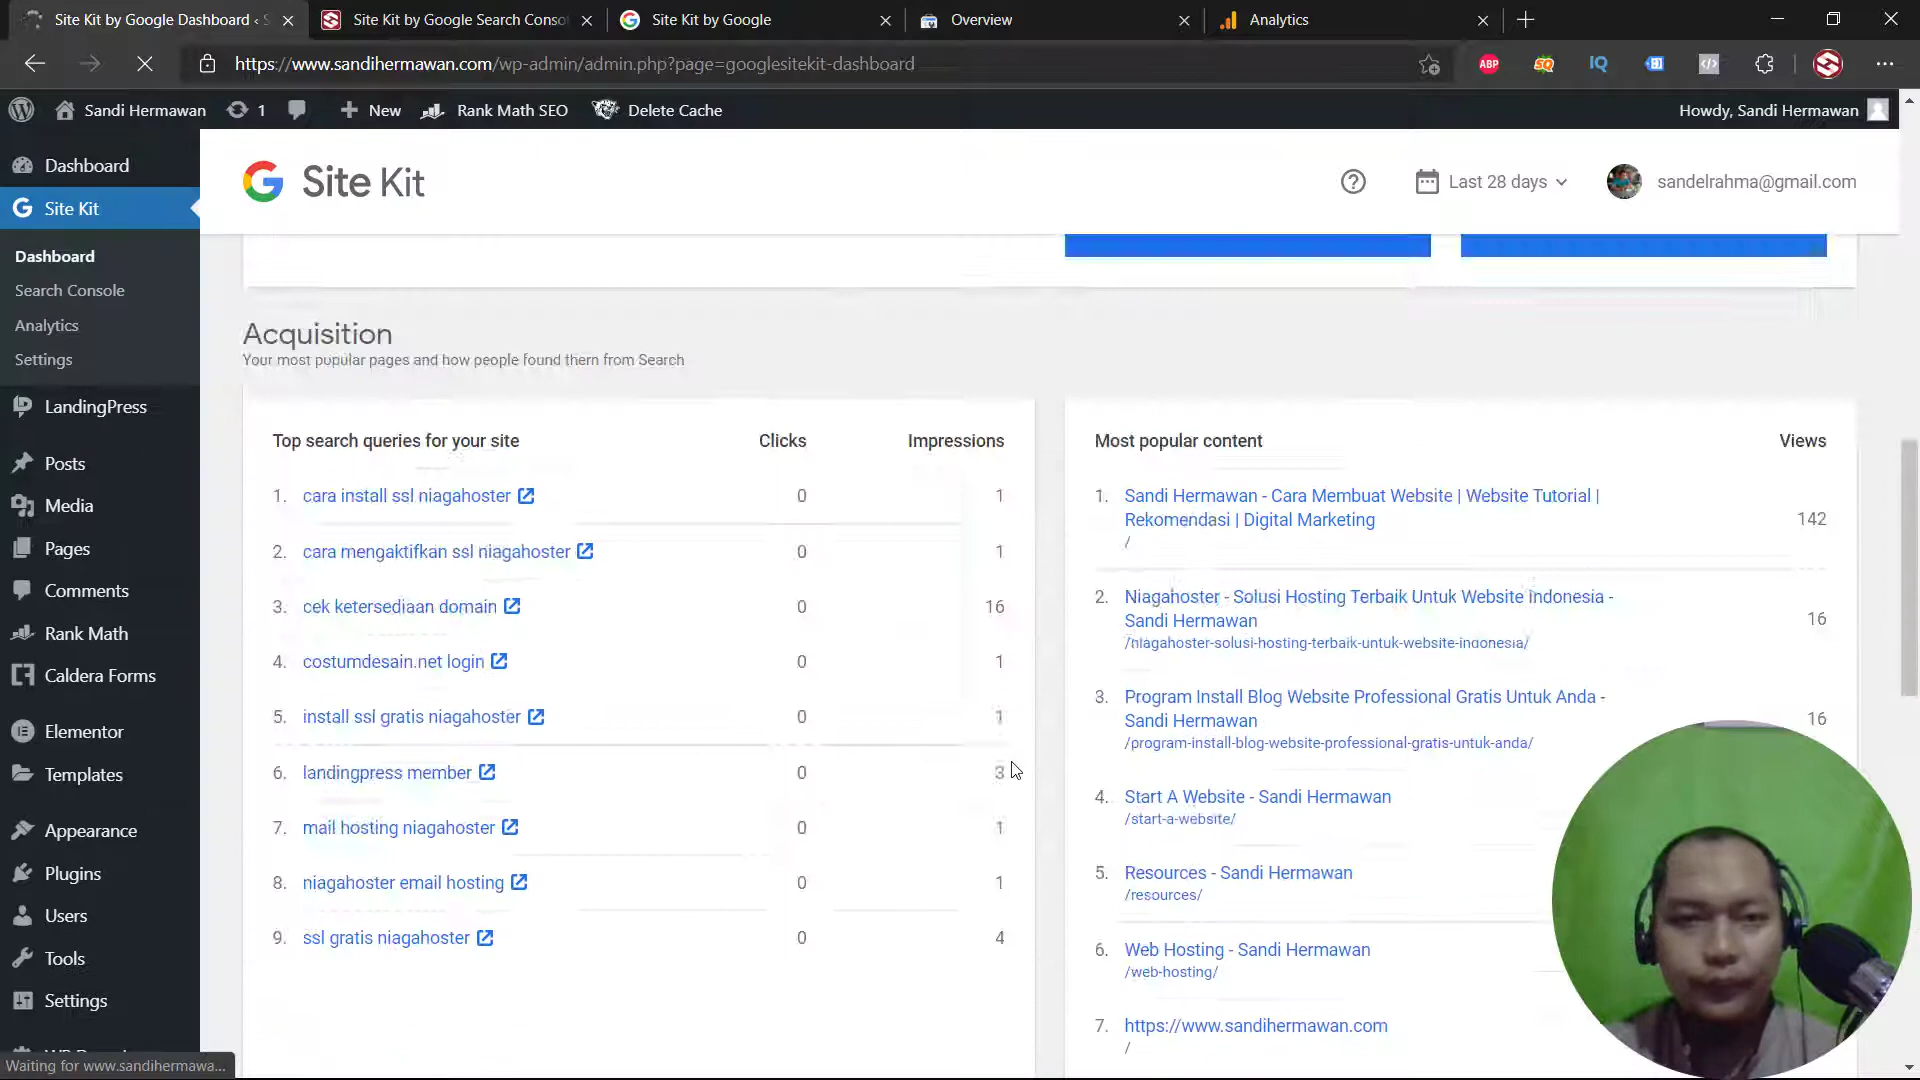 Site Kit by Google Dashboard ‹ S
Site Kit by Google Search Conso
Site Kit by Google
Overview
Analytics
https://www.sandihermawan.com/wp-admin/admin.php?page=googlesitekit-dashboard
ABP
SQ
IQ
Sandi Hermawan
1
New
Rank Math SEO
Delete Cache
Howdy, Sandi Hermawan
Dashboard
Site Kit
Dashboard
Search Console
Analytics
Settings
LandingPress
Posts
Media
Pages
Comments
Rank Math
Caldera Forms
Elementor
Templates
Appearance
Plugins
Users
Tools
Settings
Waiting for www.sandihermawa...
Site Kit
Last 28 days
sandelrahma@gmail.com
Acquisition
Your most popular pages and how people found them from Search
Top search queries for your site Clicks Impressions
1. cara install ssl niagahoster 0 1
2. cara mengaktifkan ssl niagahoster 0 1
3. cek ketersediaan domain 0 16
4. costumdesain.net login 0 1
5. install ssl gratis niagahoster 0 1
6. landingpress member 0 3
7. mail hosting niagahoster 0 1
8. niagahoster email hosting 0 1
9. ssl gratis niagahoster 0 4
Most popular content Views
1. Sandi Hermawan - Cara Membuat Website | Website Tutorial |
Rekomendasi | Digital Marketing 142
/
2. Niagahoster - Solusi Hosting Terbaik Untuk Website Indonesia -
Sandi Hermawan 16
/niagahoster-solusi-hosting-terbaik-untuk-website-indonesia/
3. Program Install Blog Website Professional Gratis Untuk Anda -
Sandi Hermawan 16
/program-install-blog-website-professional-gratis-untuk-anda/
4. Start A Website - Sandi Hermawan
/start-a-website/
5. Resources - Sandi Hermawan
/resources/
6. Web Hosting - Sandi Hermawan
/web-hosting/
7. https://www.sandihermawan.com
/